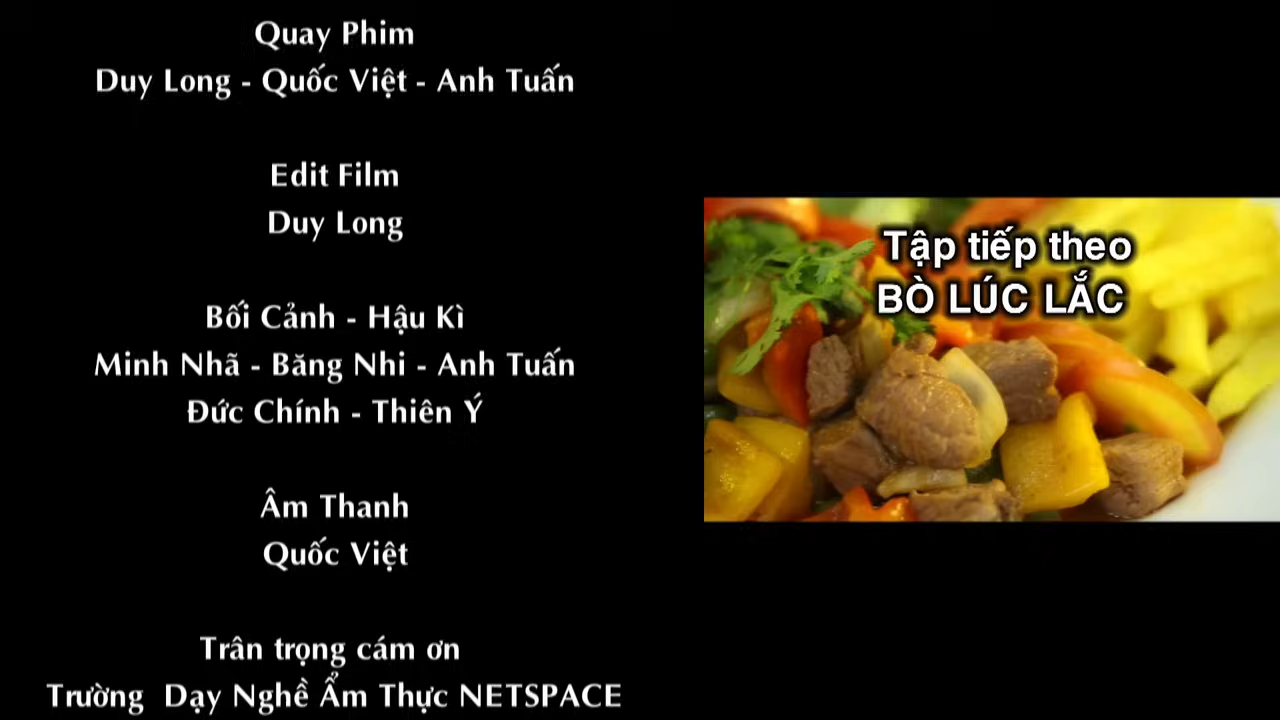 Quay Phim
Duy Long - Quốc Việt - Anh Tuấn
Edit Film
Duy Long
Bối Cảnh - Hậu Kì
Minh Nhã - Băng Nhi - Anh Tuấn
Đức Chính - Thiên Ý
Âm Thanh
Quốc Việt
Trân trọng cám ơn
Trường Dạy Nghề Ẩm Thực NETSPACE
Tập tiếp theo
BÒ LÚC LẮC